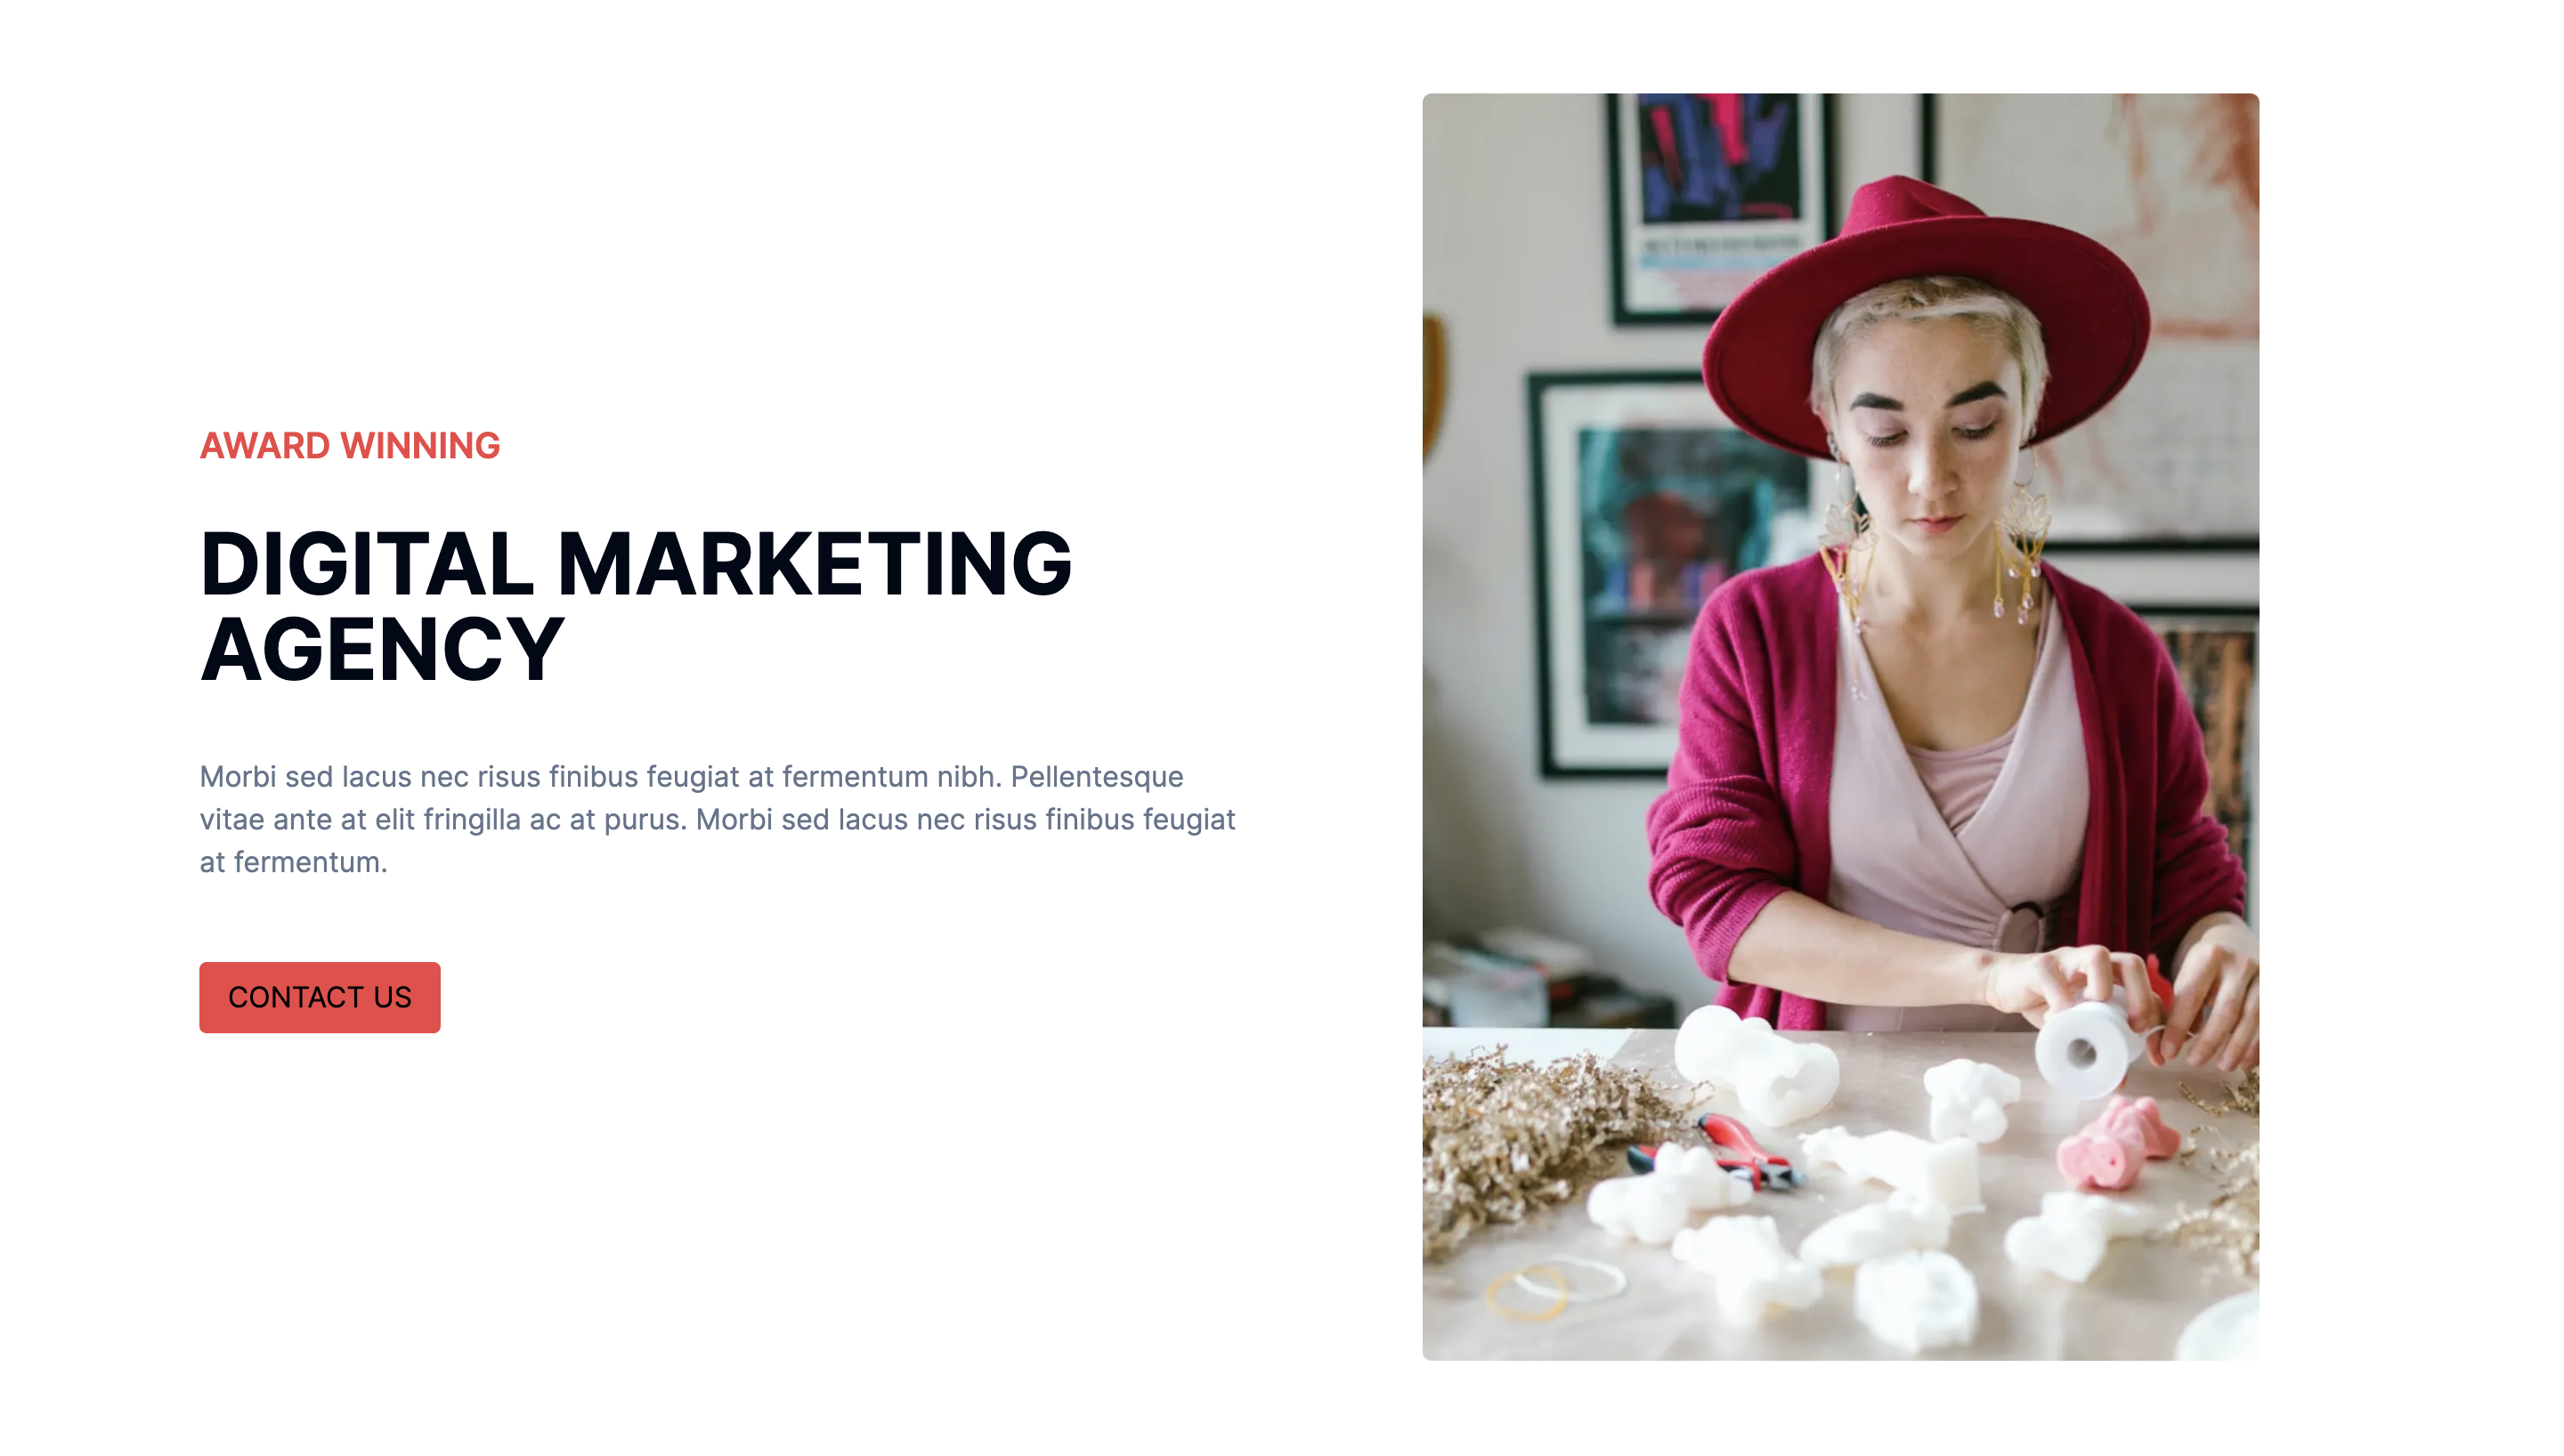 AWARD WINNING
DIGITAL MARKETING
AGENCY
Morbi sed lacus nec risus finibus feugiat at fermentum nibh. Pellentesque
vitae ante at elit fringilla ac at purus. Morbi sed lacus nec risus finibus feugiat
at fermentum.
CONTACT US